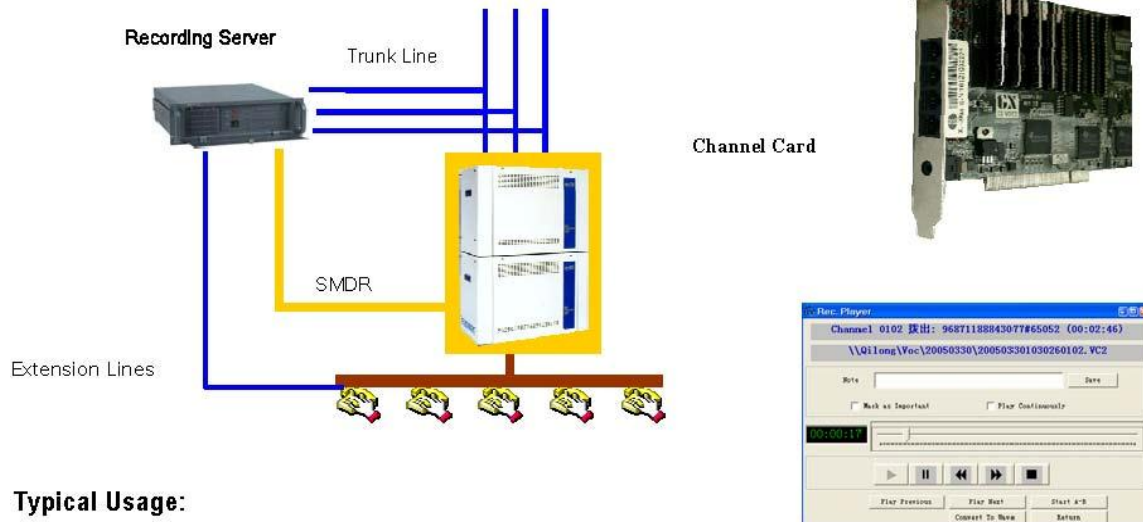 Recording Server
Trunk Line
Channel Card
SMDR
Extension Lines
Typical Usage:
Rec. Player
Channel 0102 拨出: 96871188843077#65052 (00:02:46)
\\Qilong\Voc\20050330\200503301030260102.VC2
Note
Save
Mark as Important
Play Continuously
00:00:17
Play Previous
Play Next
Start A-B
Convert To Wave
Return
CX